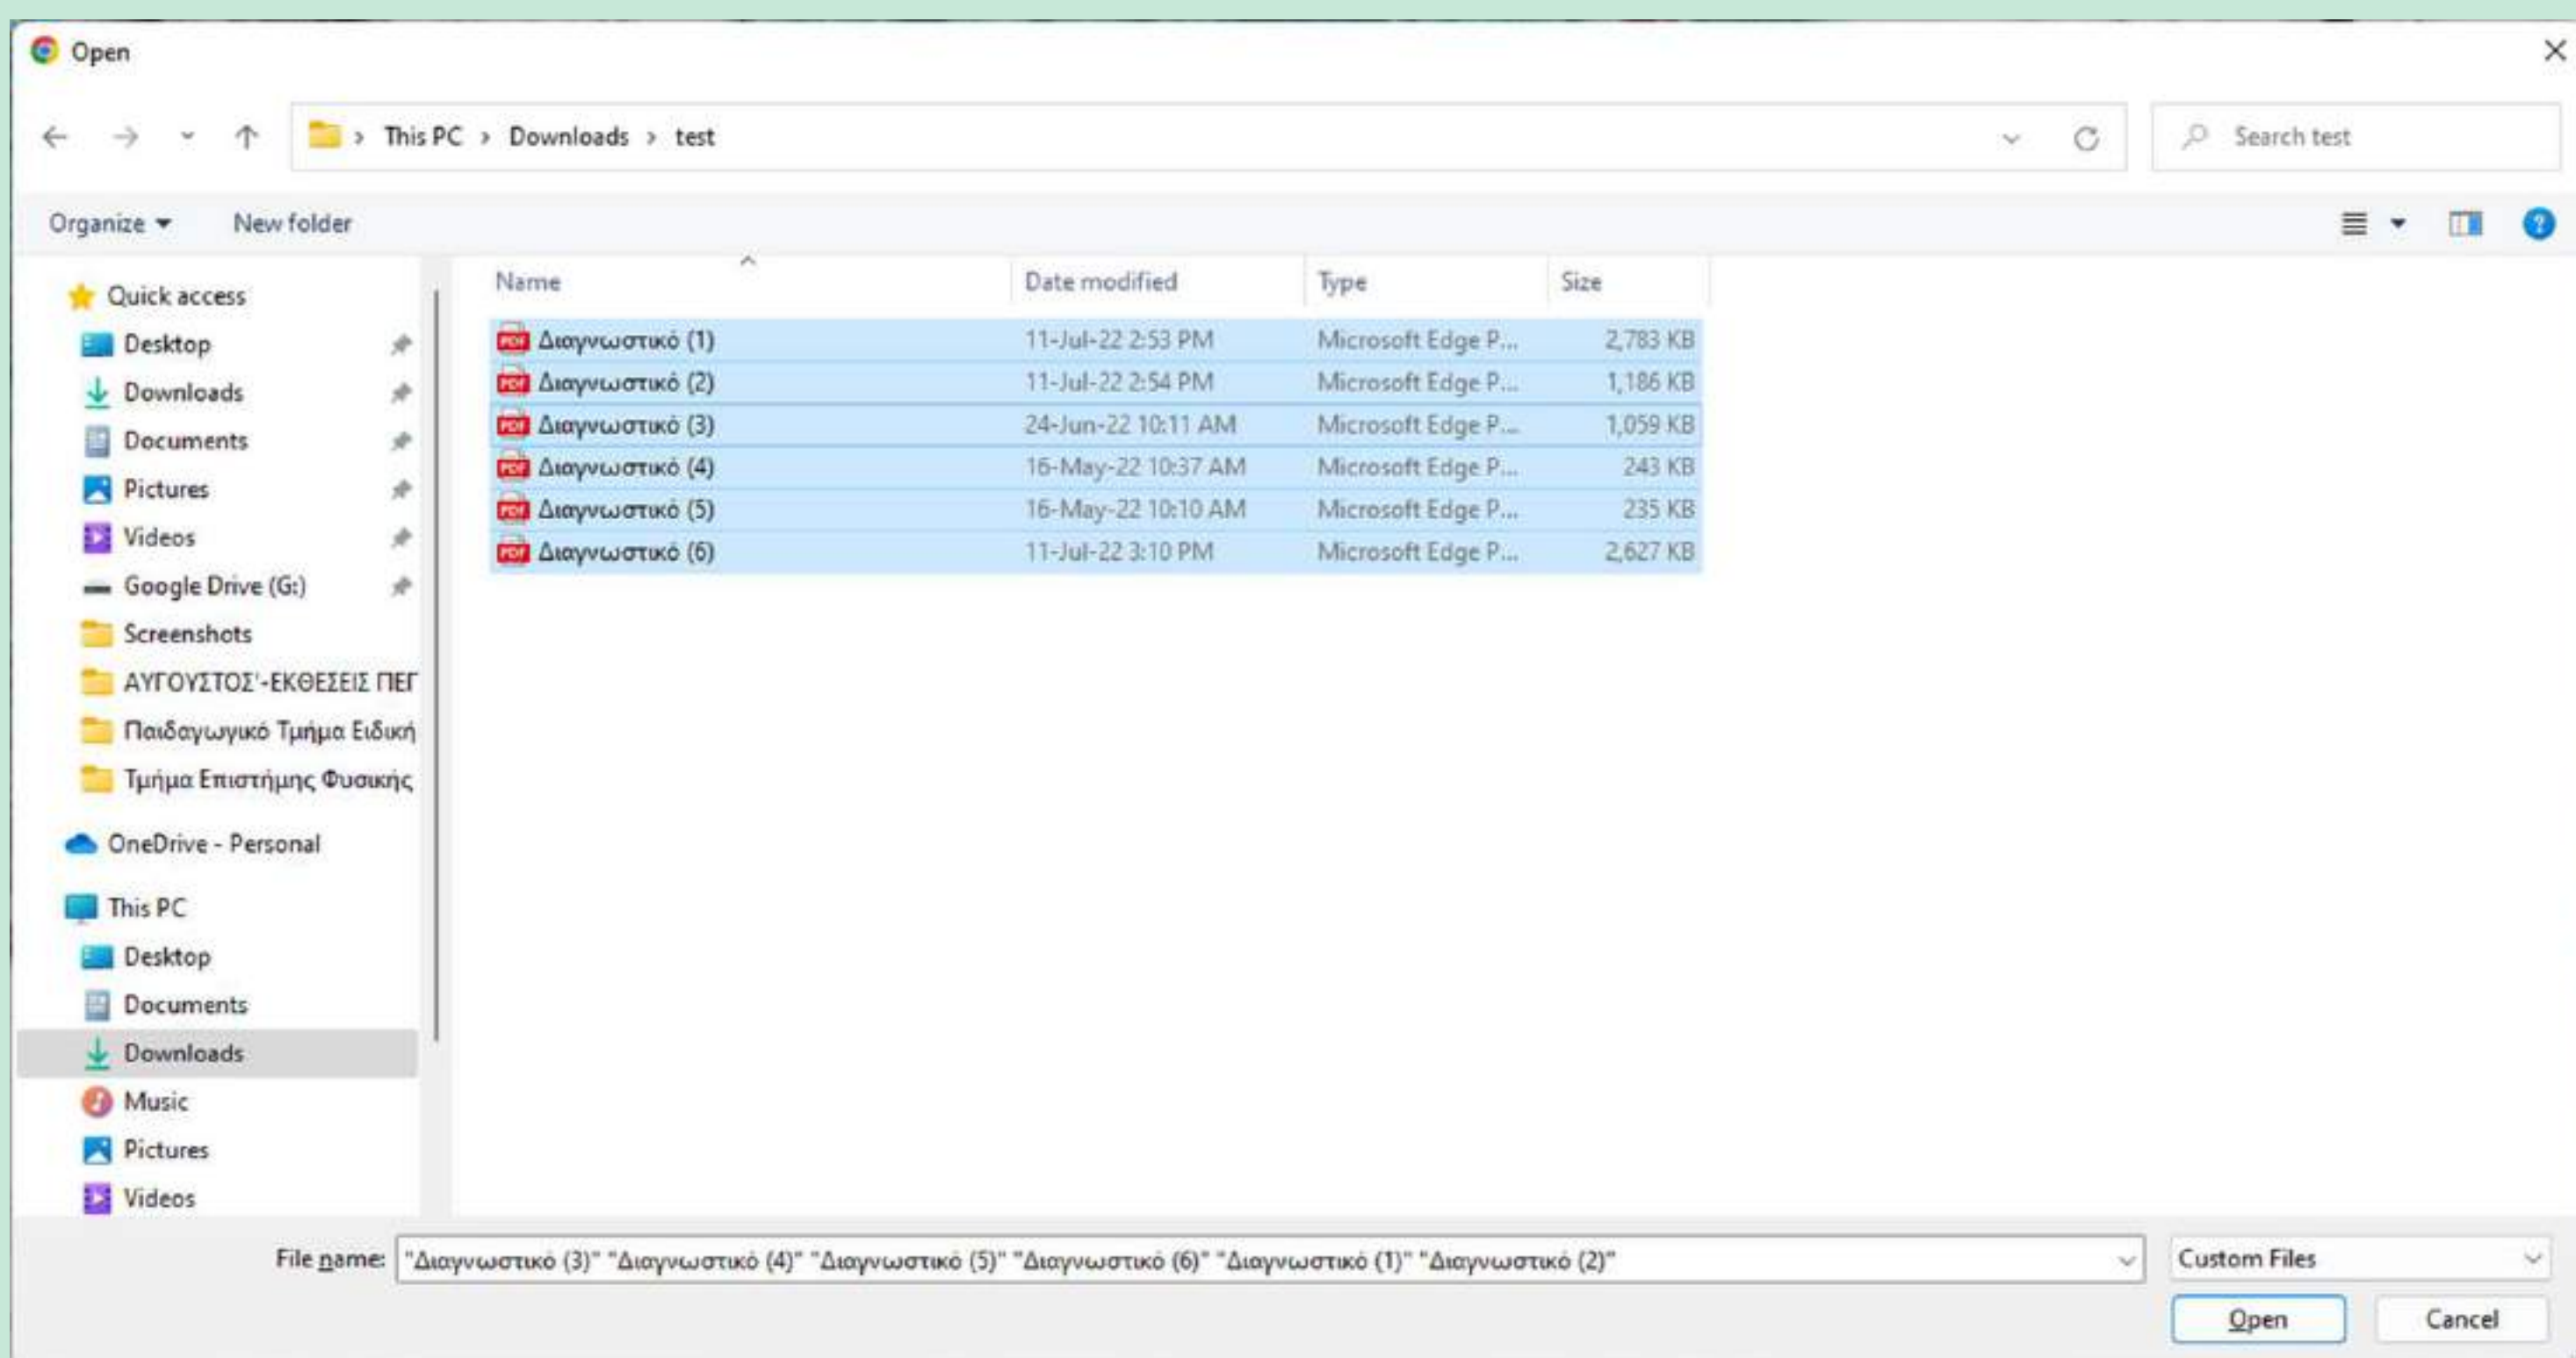 Open
This PC > Downloads > test
Search test
Organize New folder
Name Date modified Type Size
Quick access
Desktop
Downloads
Documents
Pictures
Videos
Google Drive (G:)
Screenshots
ΑΥΓΟΥΣΤΟΣ'-ΕΚΘΕΣΕΙΣ ΠΕΓ
Παιδαγωγικό Τμήμα Ειδική
Τμήμα Επιστήμης Φυσικής
OneDrive - Personal
This PC
Desktop
Documents
Downloads
Music
Pictures
Videos
PDF Διαγνωστικό (1) 11-Jul-22 2:53 PM Microsoft Edge P... 2,783 KB
PDF Διαγνωστικό (2) 11-Jul-22 2:54 PM Microsoft Edge P... 1,186 KB
PDF Διαγνωστικό (3) 24-Jun-22 10:11 AM Microsoft Edge P... 1,059 KB
PDF Διαγνωστικό (4) 16-May-22 10:37 AM Microsoft Edge P... 243 KB
PDF Διαγνωστικό (5) 16-May-22 10:10 AM Microsoft Edge P... 235 KB
PDF Διαγνωστικό (6) 11-Jul-22 3:10 PM Microsoft Edge P... 2,627 KB
File name: "Διαγνωστικό (3)" "Διαγνωστικό (4)" "Διαγνωστικό (5)" "Διαγνωστικό (6)" "Διαγνωστικό (1)" "Διαγνωστικό (2)" Custom Files
Open Cancel